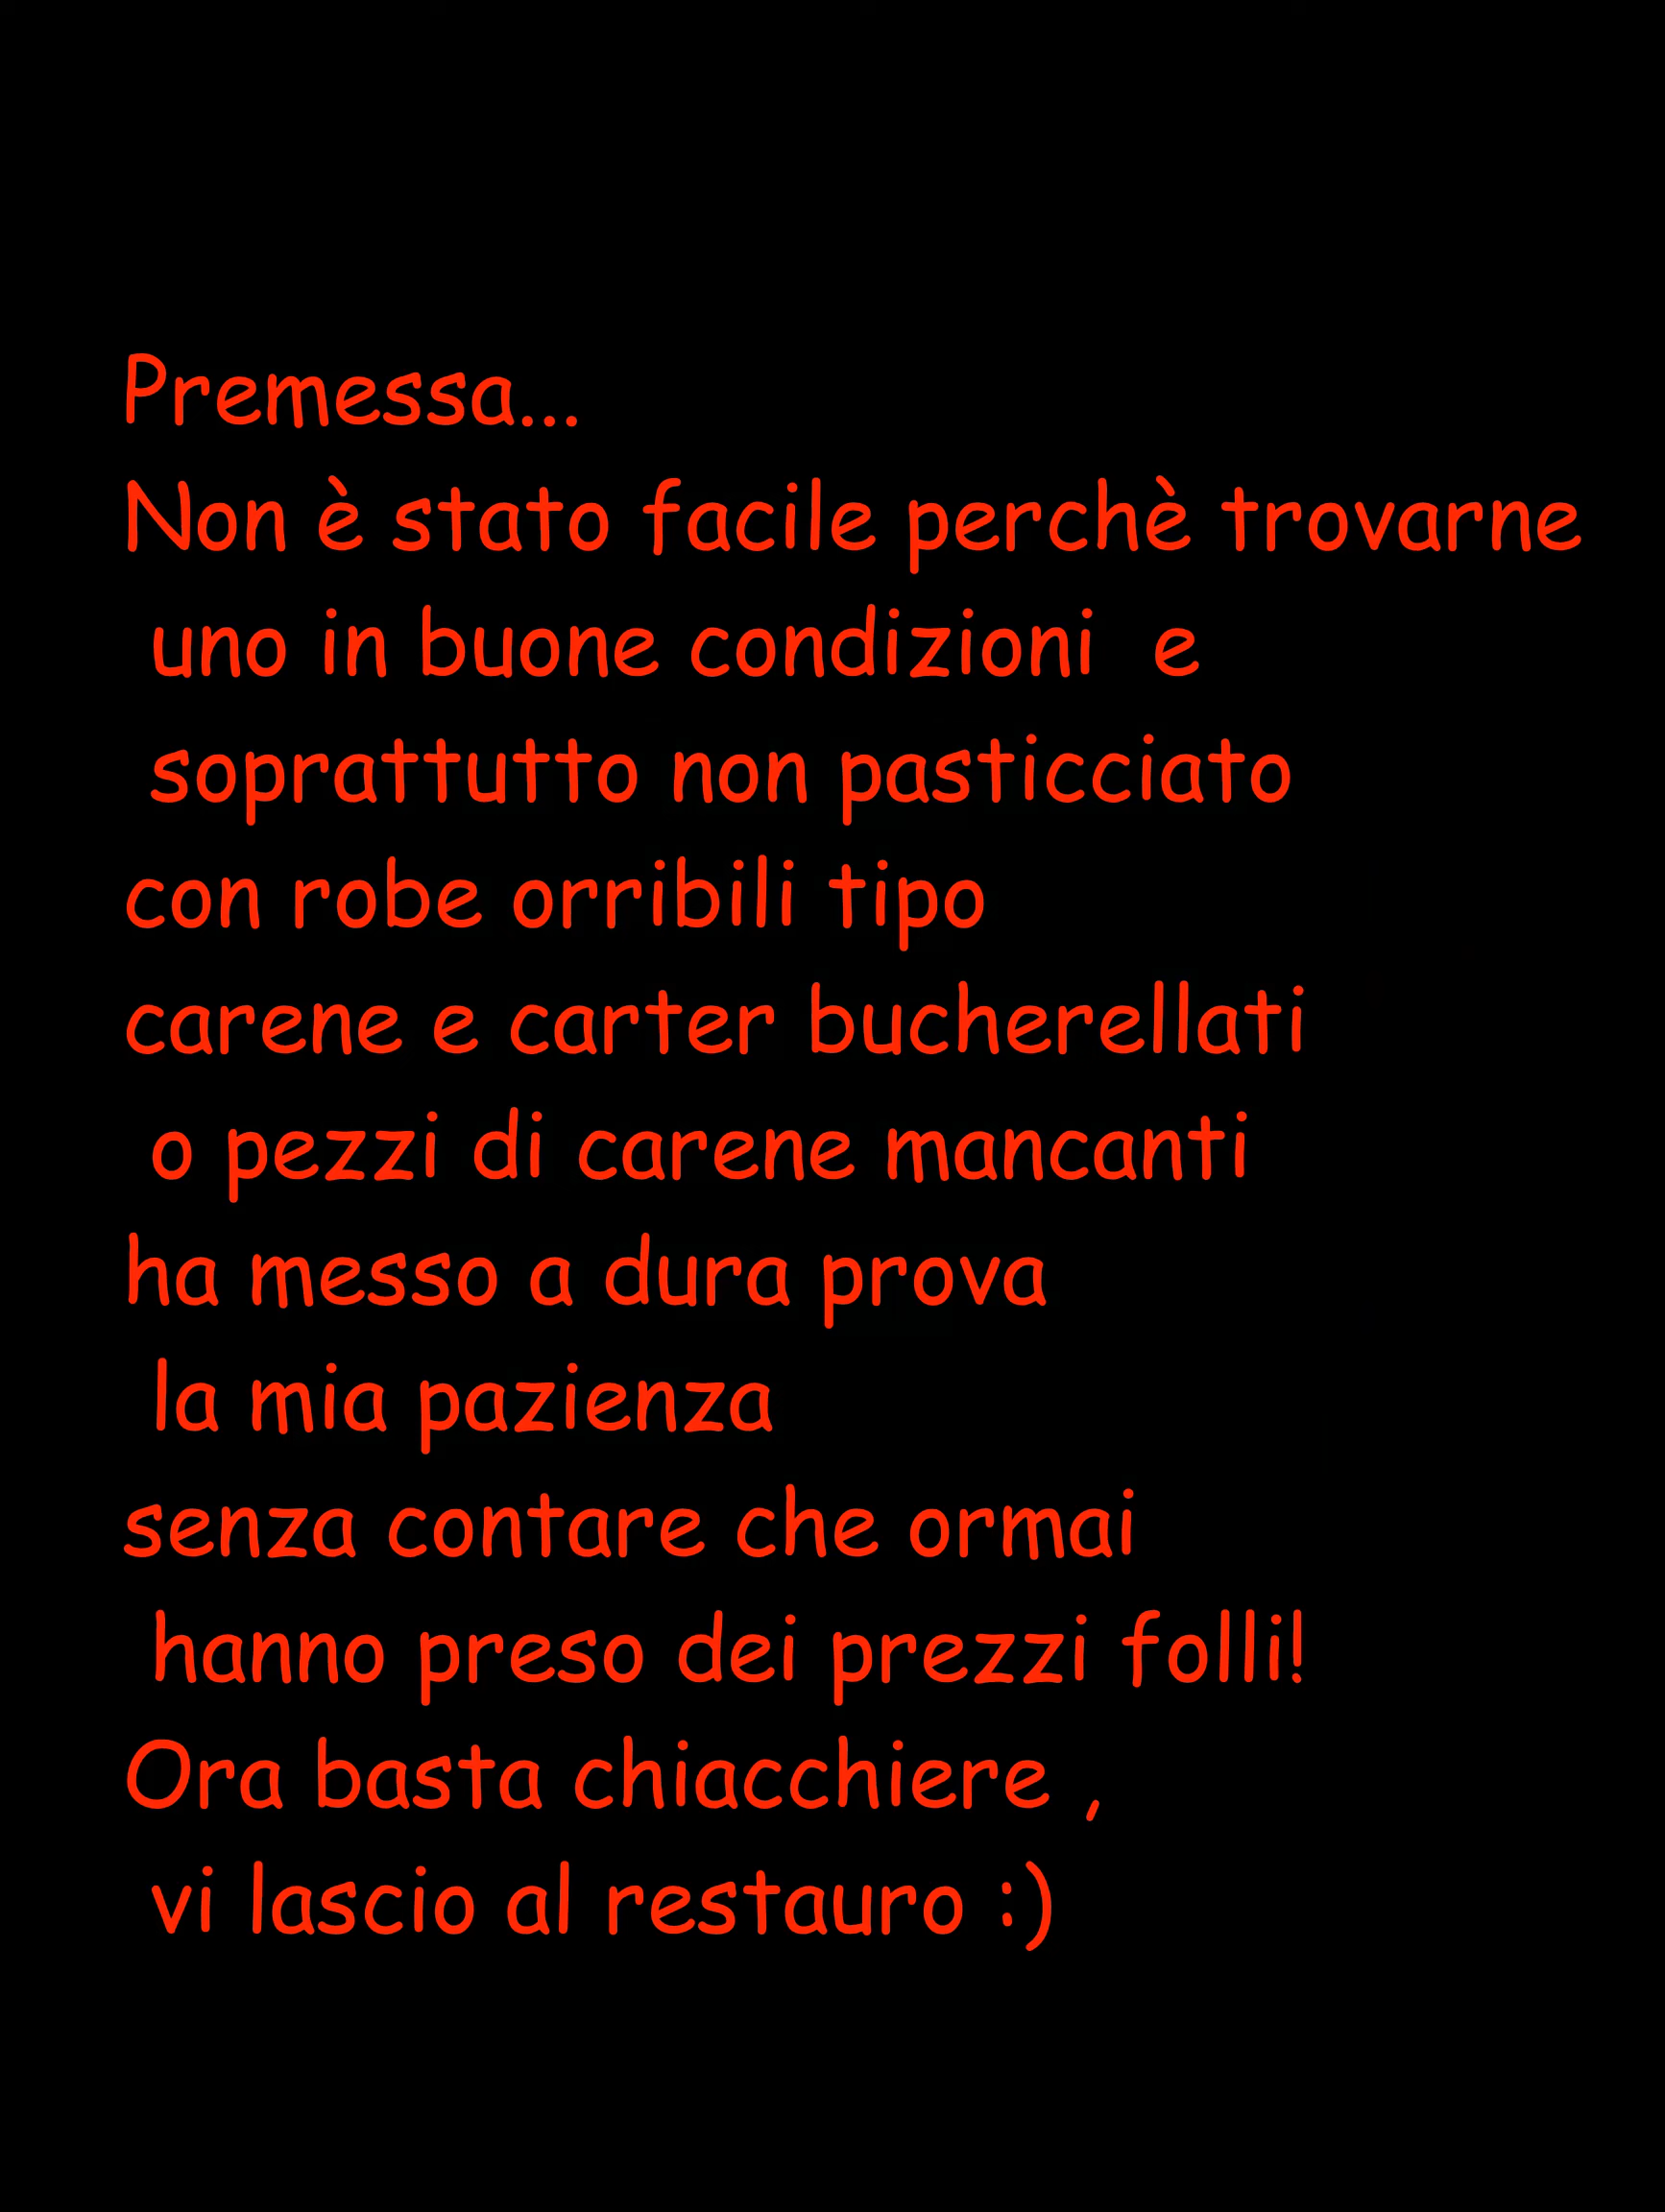 Premessa...
Non è stato facile perchè trovarne
uno in buone condizioni e
soprattutto non pasticciato
con robe orribili tipo
carene e carter bucherellati
o pezzi di carene mancanti
ha messo a dura prova
la mia pazienza
senza contare che ormai
hanno preso dei prezzi folli!
Ora basta chiacchiere ,
vi lascio al restauro :)